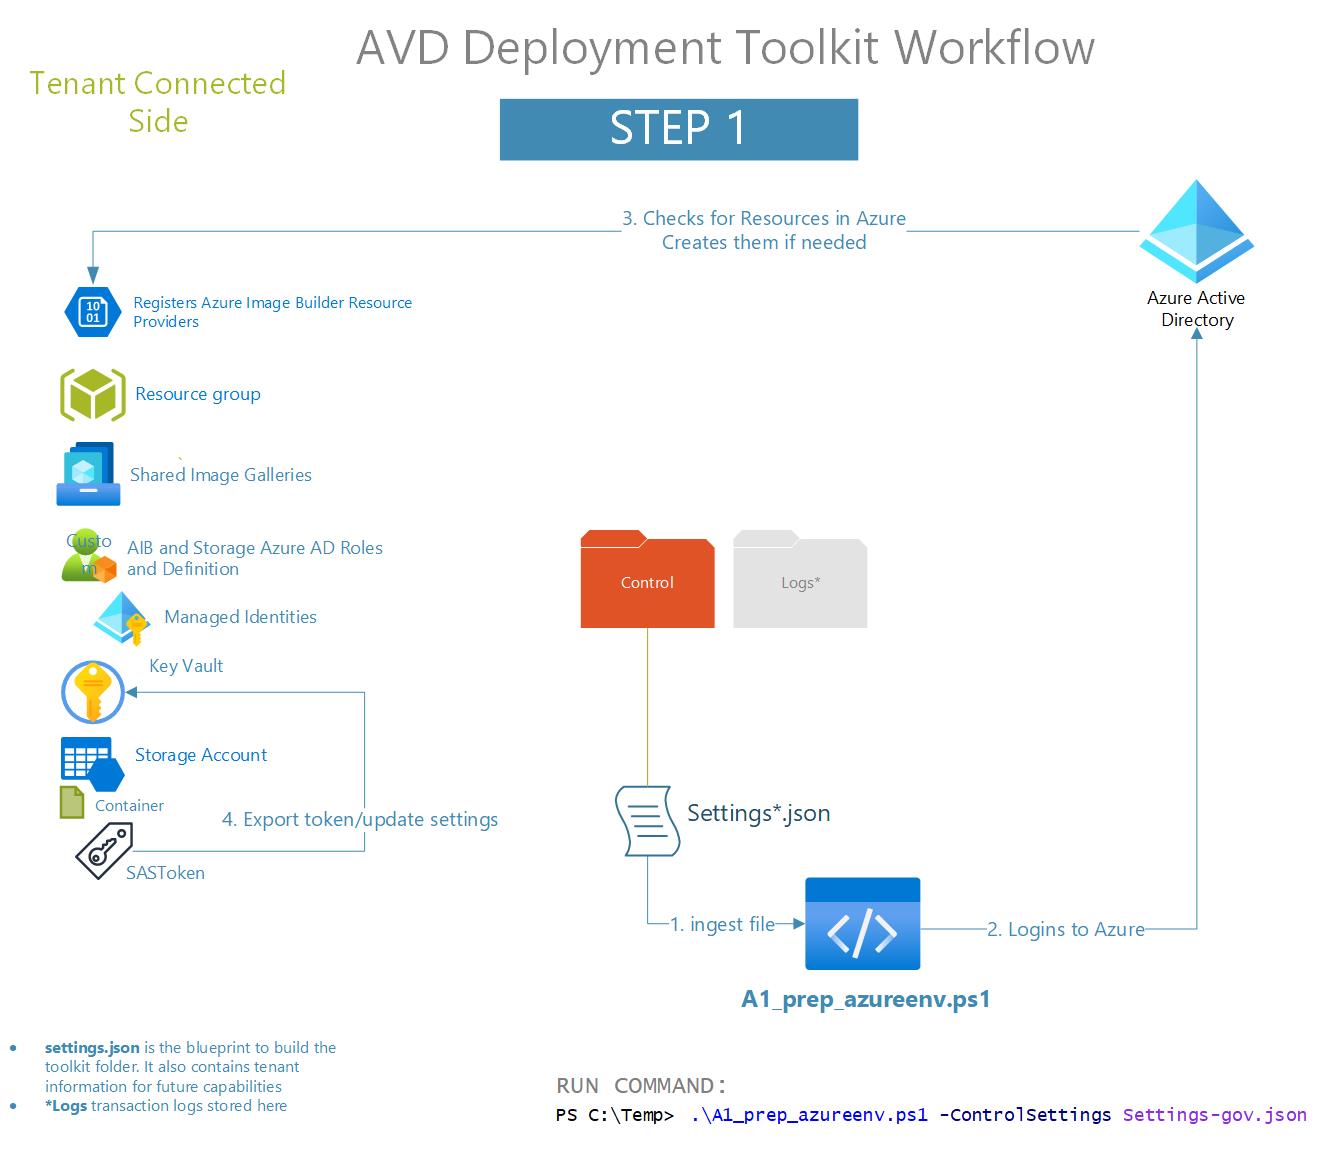 AVD Deployment Toolkit Workflow
Tenant Connected
Side
STEP 1
3. Checks for Resources in Azure
Creates them if needed
Azure Active
Directory
10
01
Registers Azure Image Builder Resource
Providers
Resource group
`
Shared Image Galleries
Custo
m
AIB and Storage Azure AD Roles
and Definition
Managed Identities
Key Vault
Storage Account
Container
4. Export token/update settings
SASToken
Control
Logs*
Settings*.json
1. ingest file
</>
2. Logins to Azure
A1_prep_azureenv.ps1
• settings.json is the blueprint to build the
toolkit folder. It also contains tenant
information for future capabilities
• *Logs transaction logs stored here
RUN COMMAND:
PS C:\Temp> .\A1_prep_azureenv.ps1 -ControlSettings Settings-gov.json